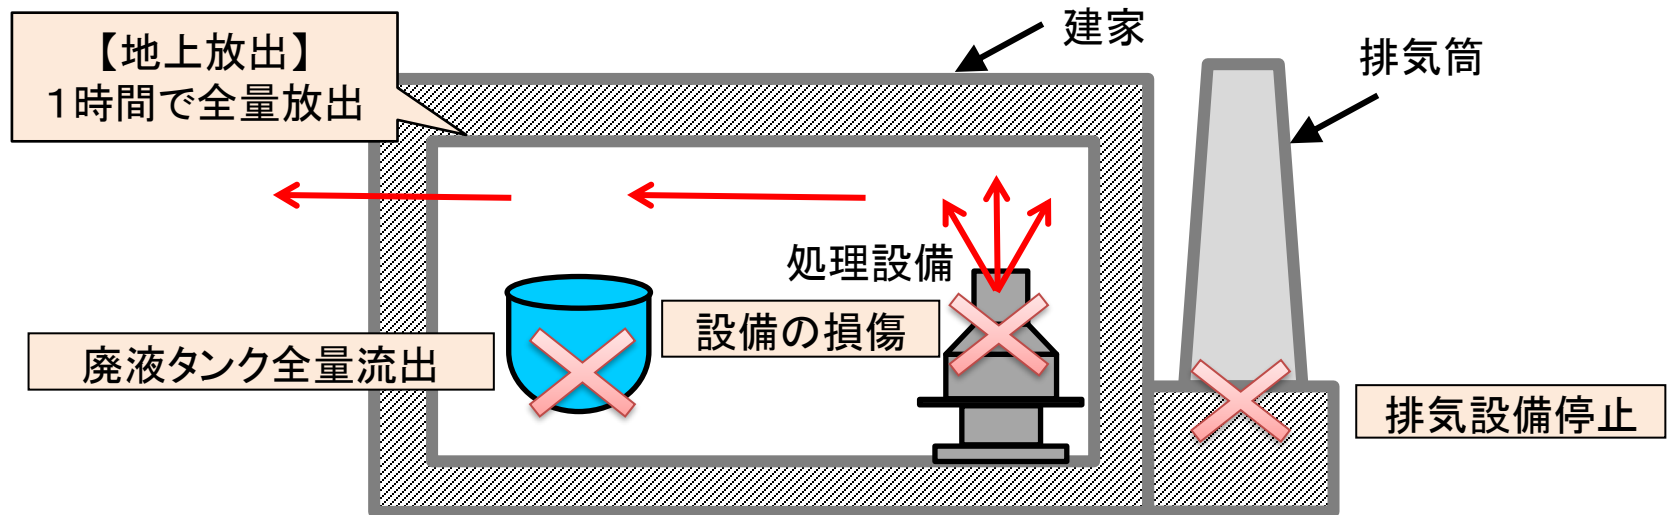 【地上放出】
１時間で全量放出
建家
排気筒
処理設備
設備の損傷
廃液タンク全量流出
排気設備停止